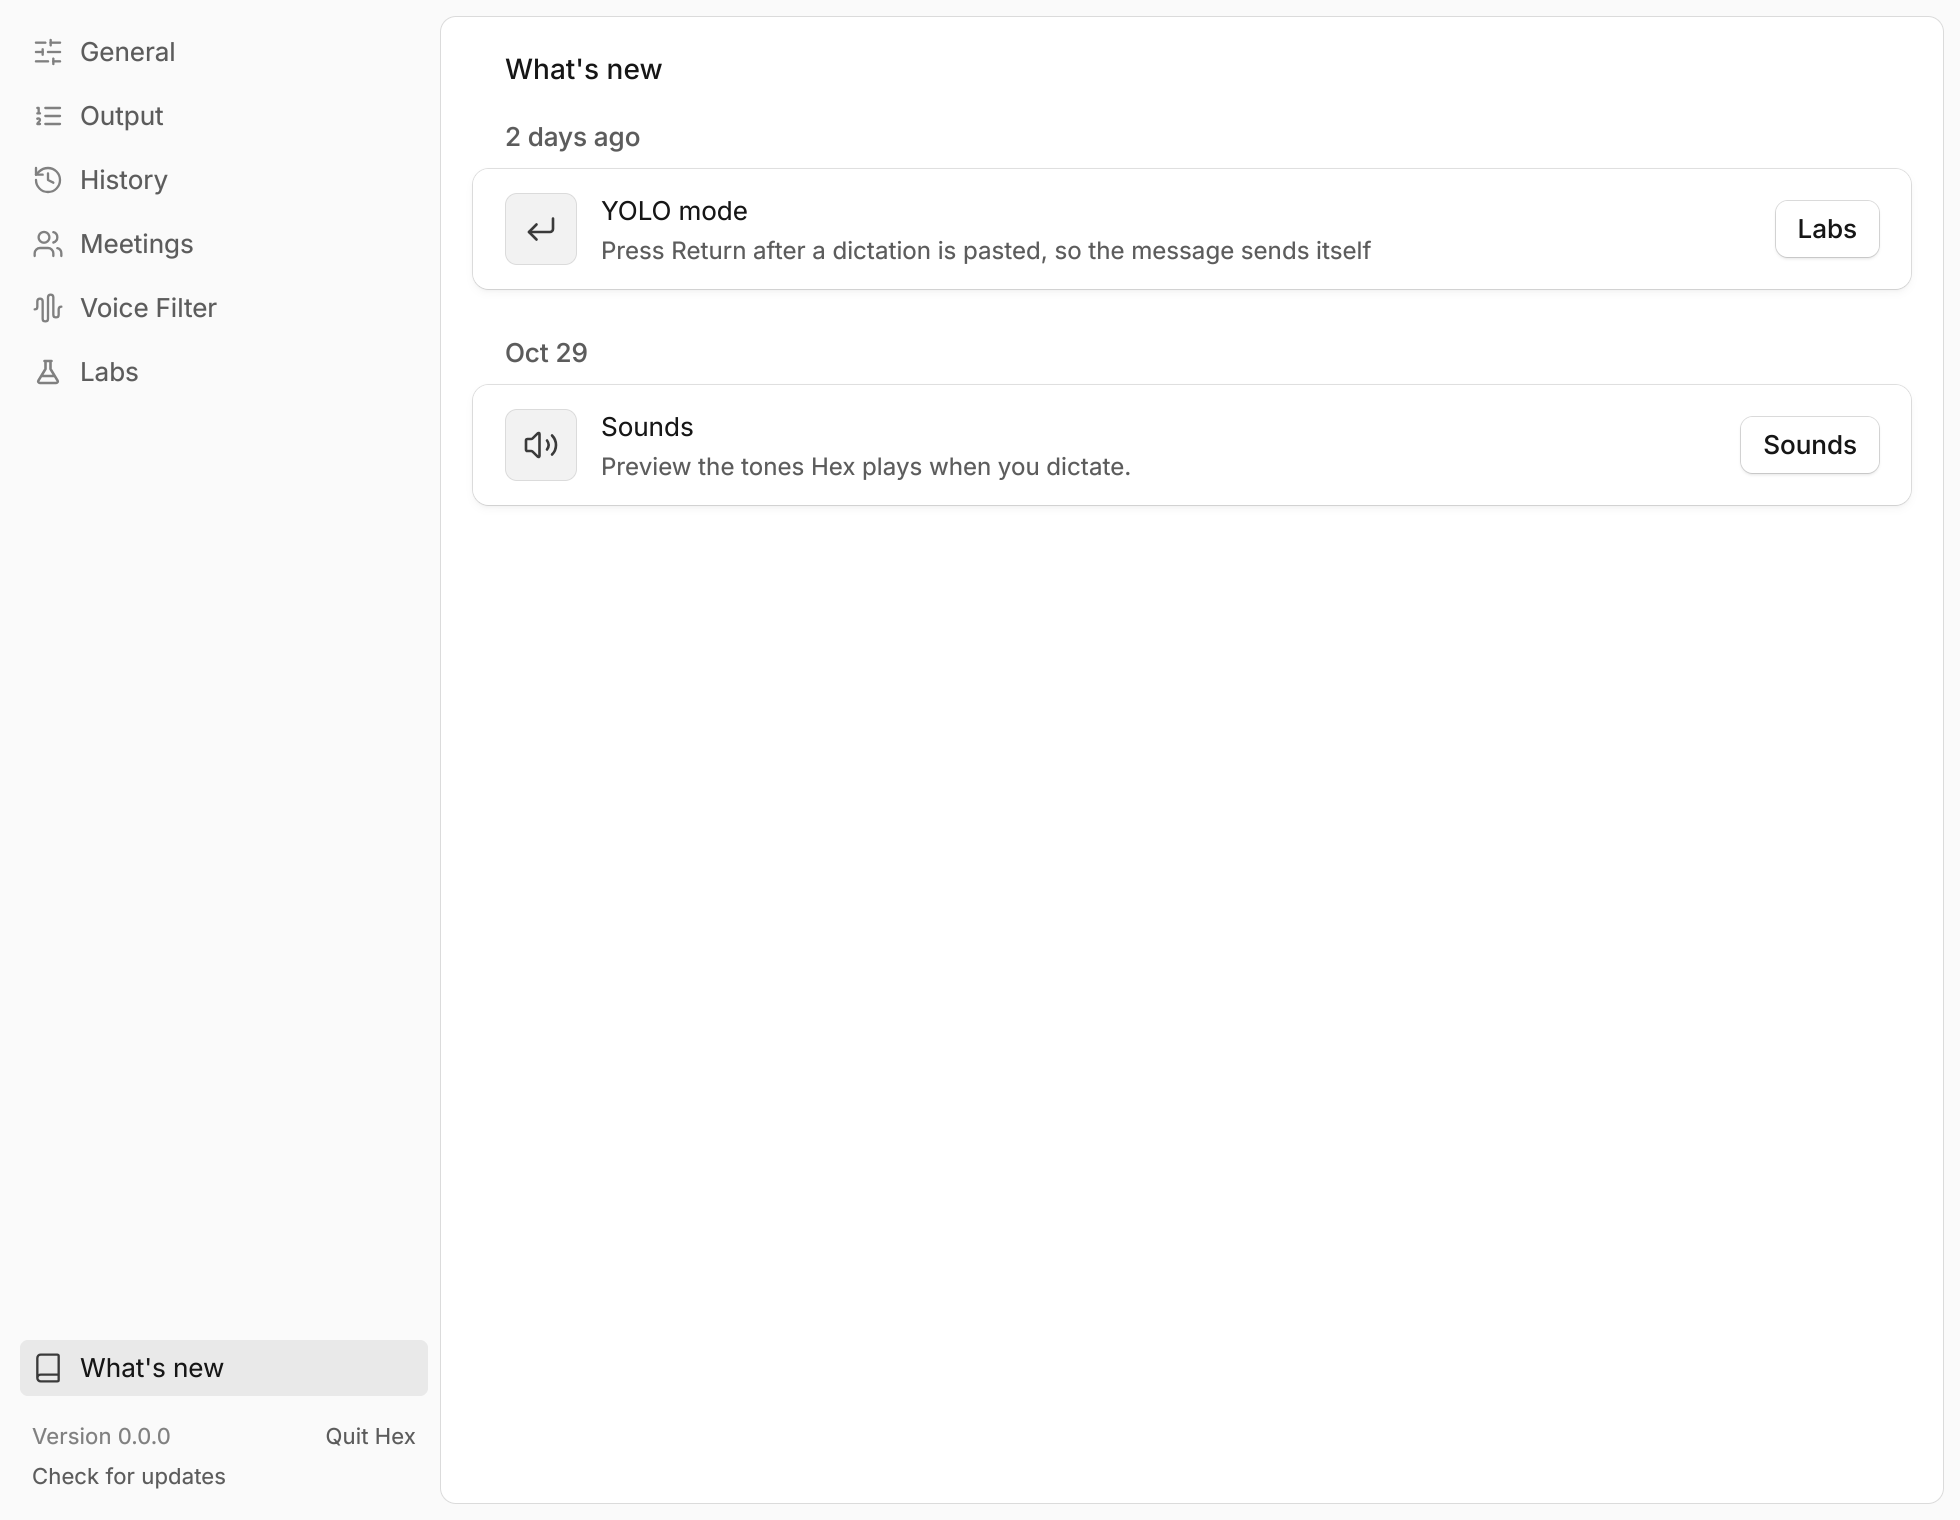 General
Output
History
Meetings
Voice Filter
Labs
What's new
Version 0.0.0
Quit Hex
Check for updates
What's new
2 days ago
YOLO mode
Press Return after a dictation is pasted, so the message sends itself
Labs
Oct 29
Sounds
Preview the tones Hex plays when you dictate.
Sounds